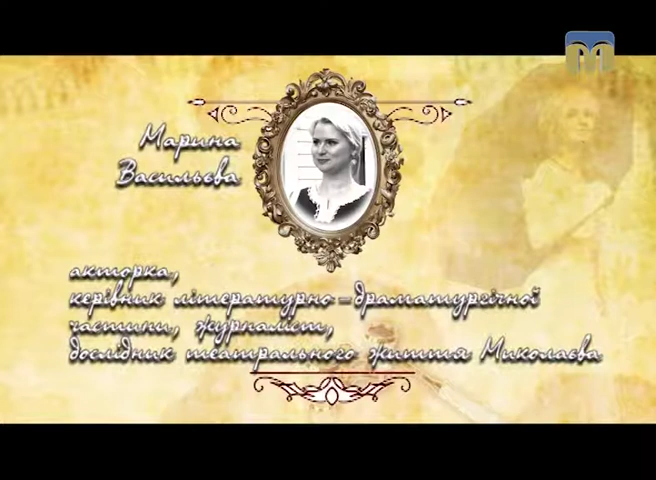 Марина
Васильєва
акторка,
керівник літературно-драматургічної
частини, журналіст,
дослідник театрального життя Миколаєва